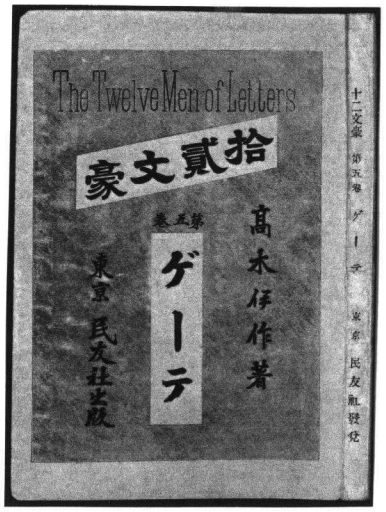 The Twelve Men of Letters
拾貳文豪
第五巻
高木伊作著
ゲーテ
東京 民友社出版
十二文豪 第五巻 ゲーテ 東京 民友社發兌